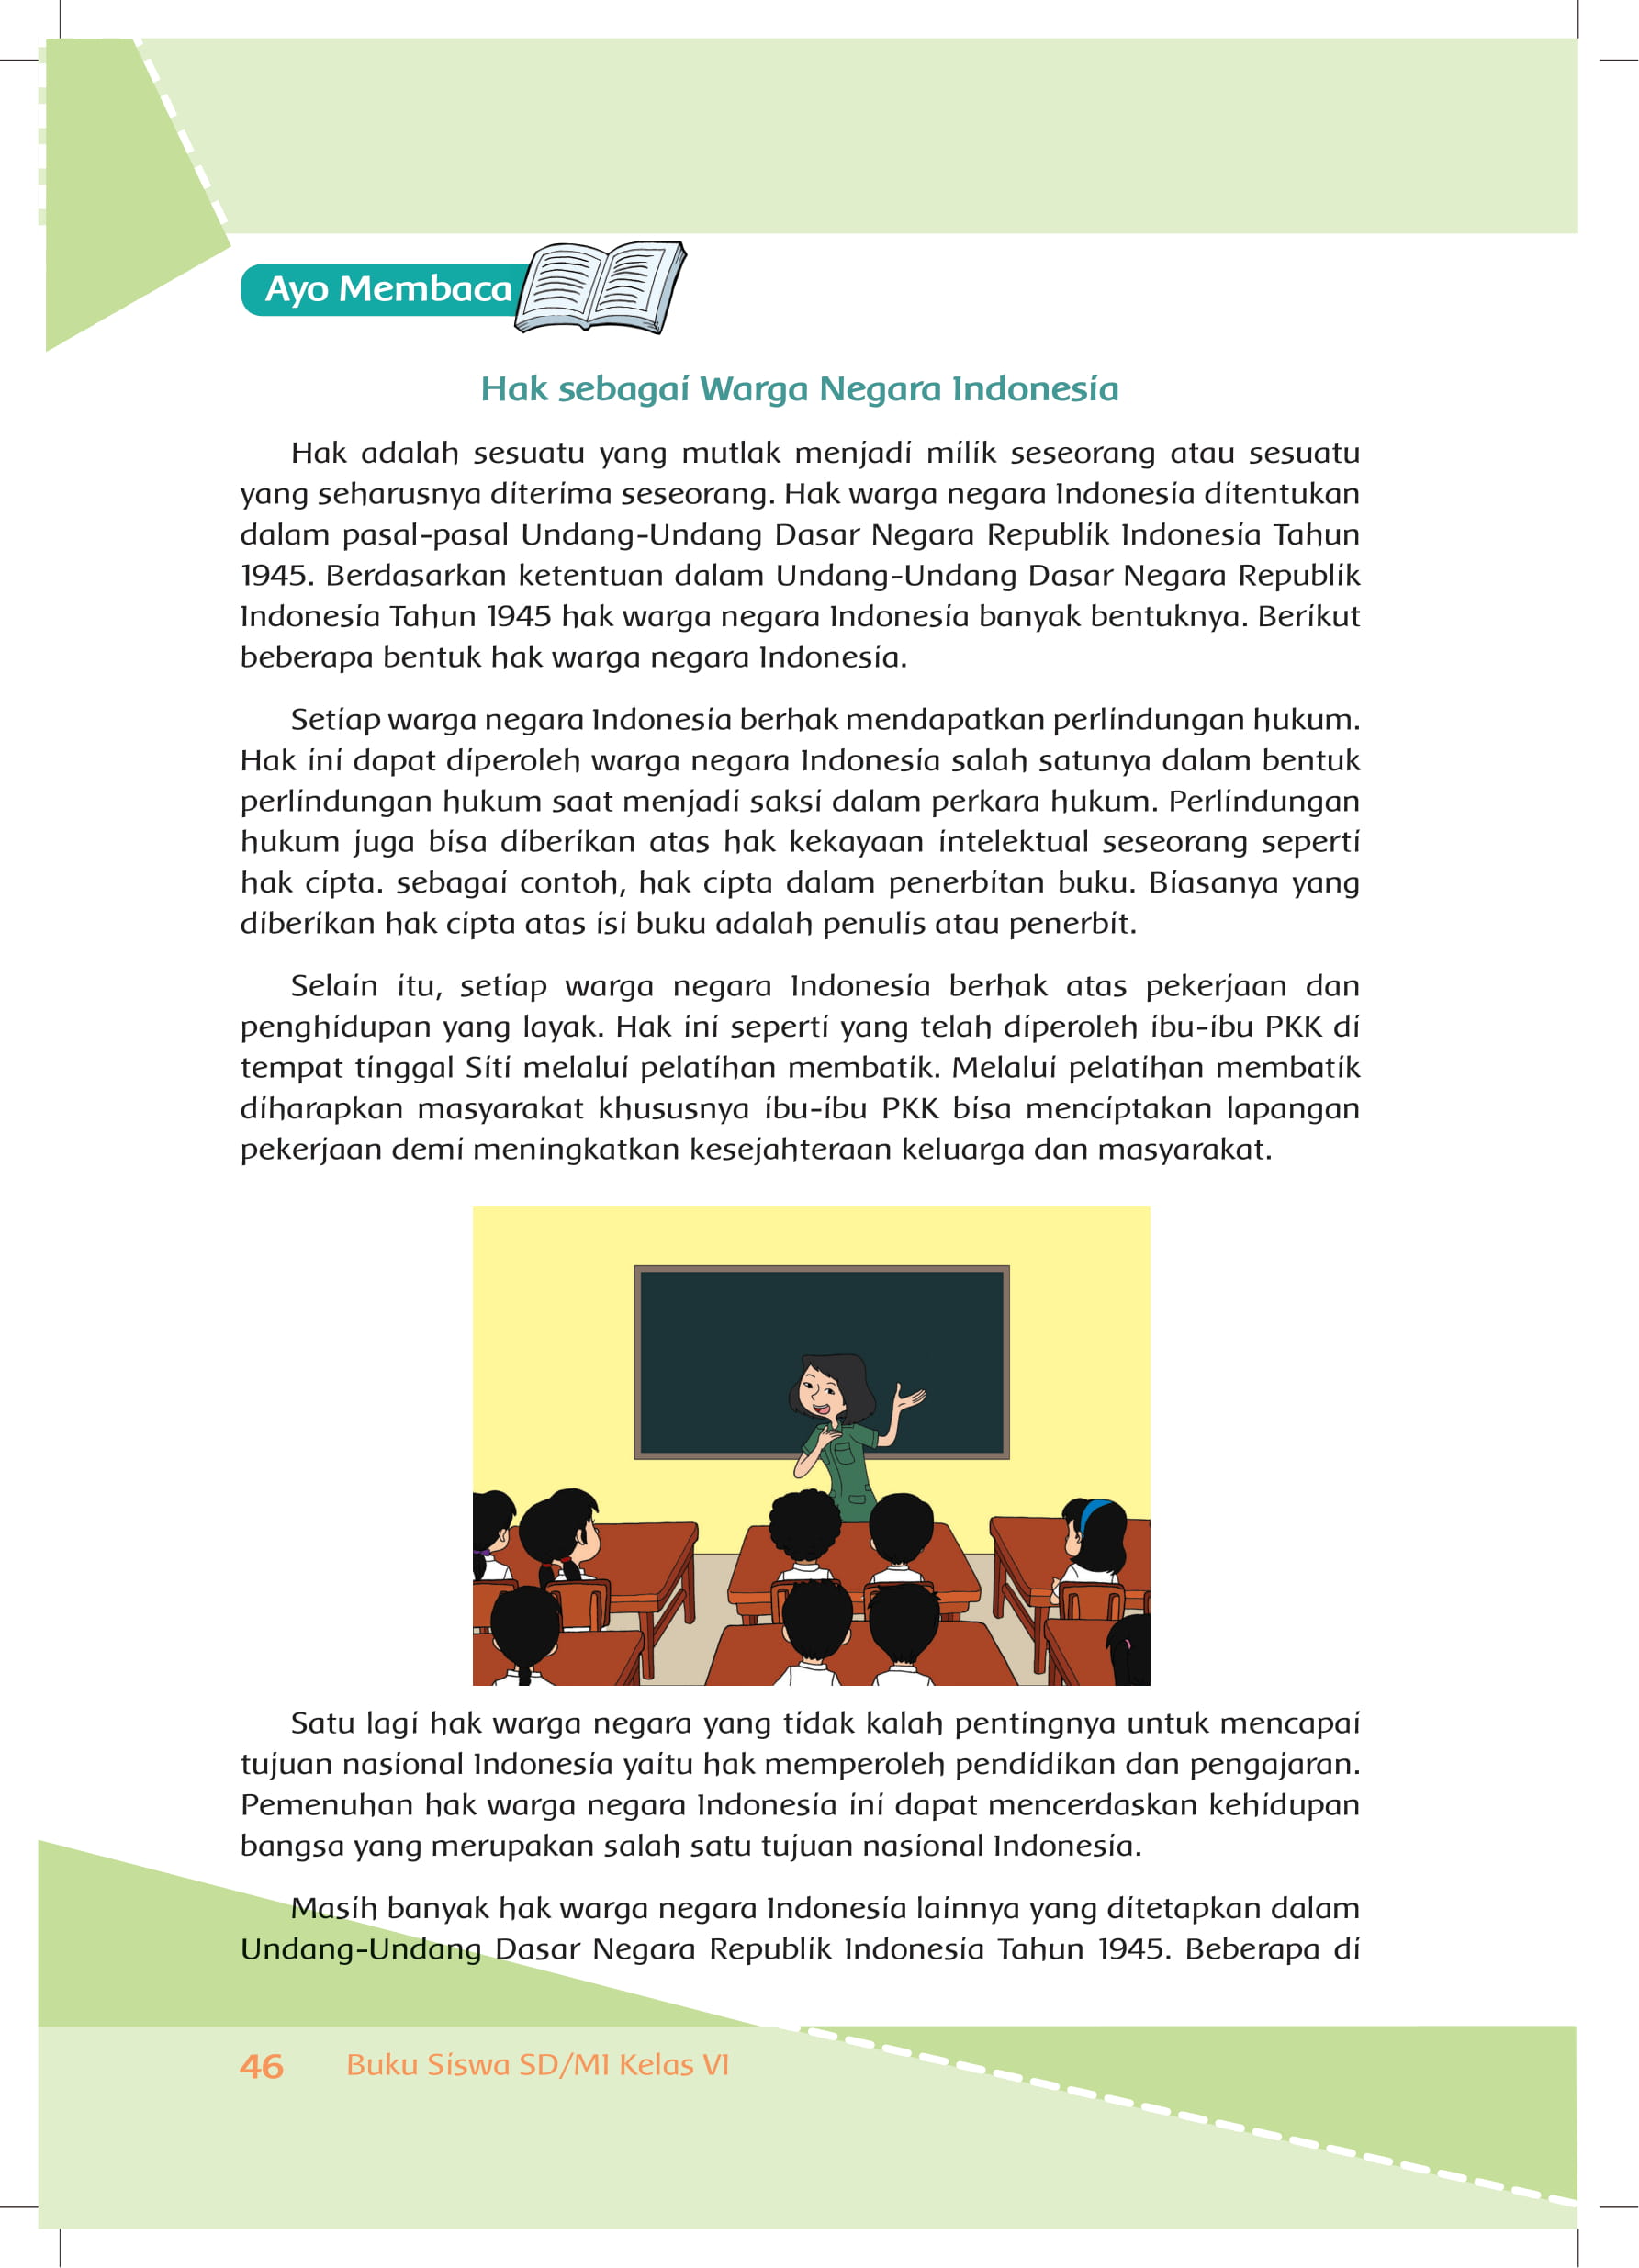 Ayo Membaca
Hak sebagai Warga Negara Indonesia
Hak adalah sesuatu yang mutlak menjadi milik seseorang atau sesuatu
yang seharusnya diterima seseorang. Hak warga negara Indonesia ditentukan
dalam pasal-pasal Undang-Undang Dasar Negara Republik Indonesia Tahun
1945. Berdasarkan ketentuan dalam Undang-Undang Dasar Negara Republik
Indonesia Tahun 1945 hak warga negara Indonesia banyak bentuknya. Berikut
beberapa bentuk hak warga negara Indonesia.
Setiap warga negara Indonesia berhak mendapatkan perlindungan hukum.
Hak ini dapat diperoleh warga negara Indonesia salah satunya dalam bentuk
perlindungan hukum saat menjadi saksi dalam perkara hukum. Perlindungan
hukum juga bisa diberikan atas hak kekayaan intelektual seseorang seperti
hak cipta. sebagai contoh, hak cipta dalam penerbitan buku. Biasanya yang
diberikan hak cipta atas isi buku adalah penulis atau penerbit.
Selain itu, setiap warga negara Indonesia berhak atas pekerjaan dan
penghidupan yang layak. Hak ini seperti yang telah diperoleh ibu-ibu PKK di
tempat tinggal Siti melalui pelatihan membatik. Melalui pelatihan membatik
diharapkan masyarakat khususnya ibu-ibu PKK bisa menciptakan lapangan
pekerjaan demi meningkatkan kesejahteraan keluarga dan masyarakat.
Satu lagi hak warga negara yang tidak kalah pentingnya untuk mencapai
tujuan nasional Indonesia yaitu hak memperoleh pendidikan dan pengajaran.
Pemenuhan hak warga negara Indonesia ini dapat mencerdaskan kehidupan
bangsa yang merupakan salah satu tujuan nasional Indonesia.
Masih banyak hak warga negara Indonesia lainnya yang ditetapkan dalam
Undang-Undang Dasar Negara Republik Indonesia Tahun 1945. Beberapa di
46 Buku Siswa SD/MI Kelas VI